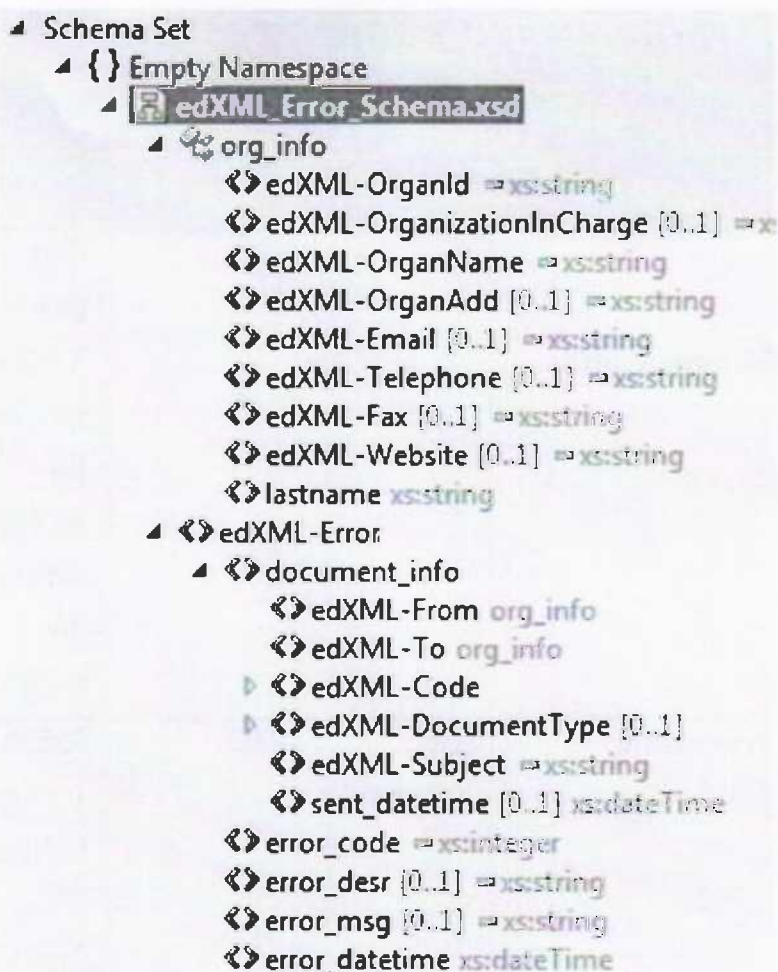 Schema Set
{ } Empty Namespace
edXML_Error_Schema.xsd
org_info
edXML-OrganId xs:string
edXML-OrganizationInCharge [0..1] x
edXML-OrganName xs:string
edXML-OrganAdd [0..1] xs:string
edXML-Email [0..1] xs:string
edXML-Telephone [0..1] xs:string
edXML-Fax [0..1] xs:string
edXML-Website [0..1] xs:string
lastname xs:string
edXML-Error
document_info
edXML-From org_info
edXML-To org_info
edXML-Code
edXML-DocumentType [0..1]
edXML-Subject xs:string
sent_datetime [0..1] xs:dateTime
error_code xs:integer
error_desr [0..1] xs:string
error_msg [0..1] xs:string
error_datetime xs:dateTime